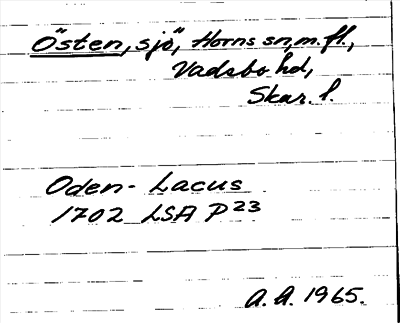 Östen, sjö, Horns sn, m. fl.,
Vadsbo hd,
Skar. l.
Oden- Lacus
1702 LSA P23
A. A. 1965.